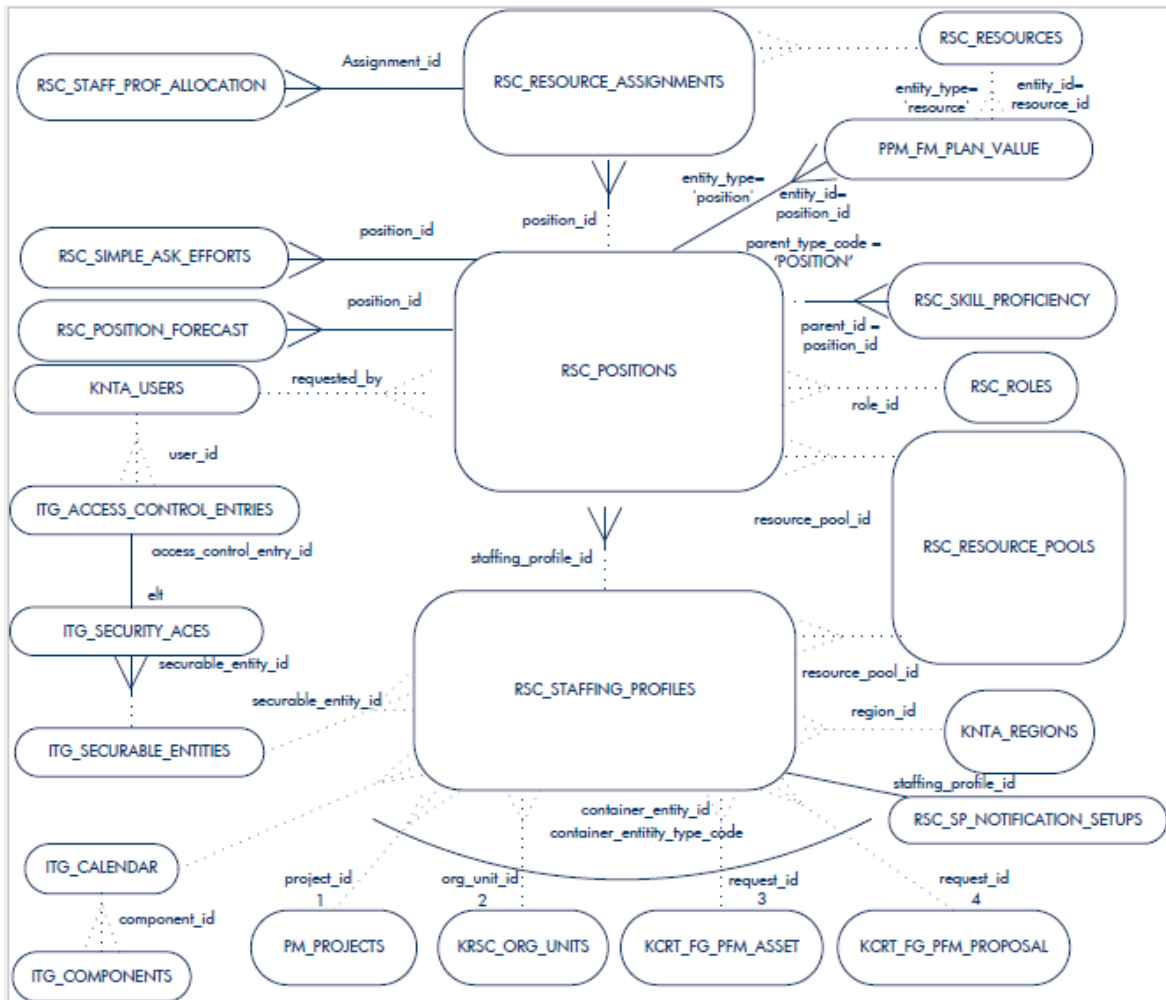 RSC_RESOURCES
Assignment_id
RSC_STAFF_PROF_ALLOCATION
RSC_RESOURCE_ASSIGNMENTS
entity_type=
'resource'
entity_id=
resource_id
PPM_FM_PLAN_VALUE
entity_type=
'position'
entity_id=
position_id
position_id
position_id
RSC_SIMPLE_ASK_EFFORTS
parent_type_code =
'POSITION'
position_id
RSC_SKILL_PROFICIENCY
RSC_POSITION_FORECAST
parent_id =
position_id
RSC_POSITIONS
requested_by
KNTA_USERS
RSC_ROLES
role_id
user_id
ITG_ACCESS_CONTROL_ENTRIES
resource_pool_id
RSC_RESOURCE_POOLS
access_control_entry_id
staffing_profile_id
elt
ITG_SECURITY_ACES
securable_entity_id
resource_pool_id
RSC_STAFFING_PROFILES
securable_entity_id
region_id
KNTA_REGIONS
ITG_SECURABLE_ENTITIES
staffing_profile_id
container_entity_id
container_entitity_type_code
RSC_SP_NOTIFICATION_SETUPS
ITG_CALENDAR
project_id
1
org_unit_id
2
request_id
3
request_id
4
component_id
PM_PROJECTS
KRSC_ORG_UNITS
KCRT_FG_PFM_ASSET
KCRT_FG_PFM_PROPOSAL
ITG_COMPONENTS